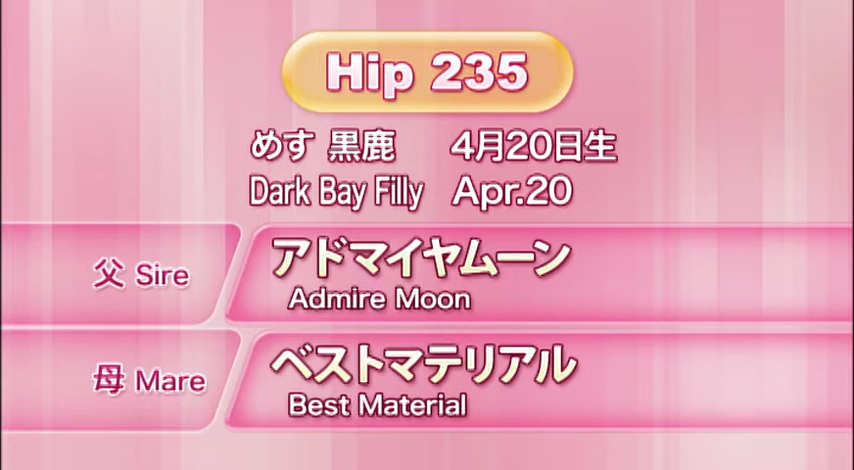 Hip 235
めす 黒鹿 4月20日生
Dark Bay Filly Apr.20
父 Sire アドマイヤムーン
Admire Moon
母 Mare ベストマテリアル
Best Material